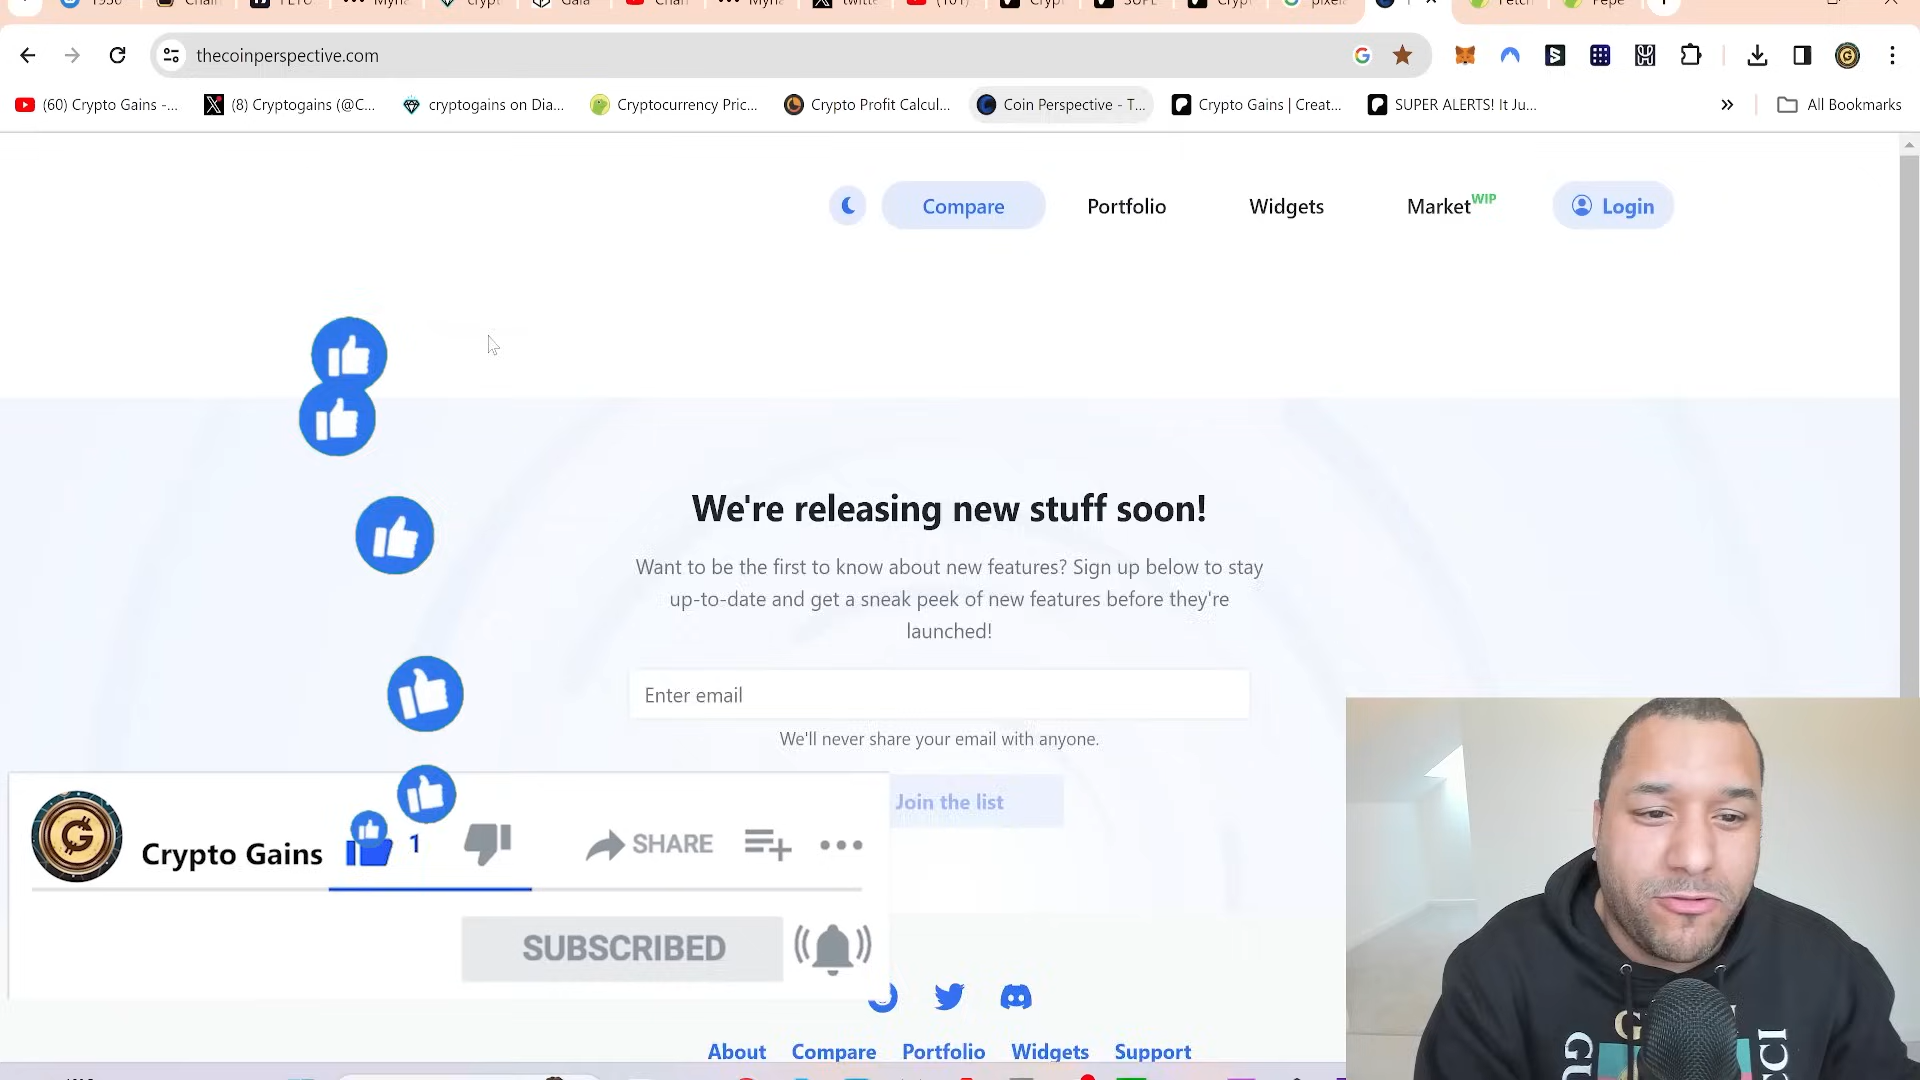 thecoinperspective.com
(60) Crypto Gains -...
(8) Cryptogains (@C...
cryptogains on Dia...
Cryptocurrency Pric...
Crypto Profit Calcul...
Coin Perspective - T...
Crypto Gains | Creat...
SUPER ALERTS! It Ju...
»
All Bookmarks
Compare
Portfolio
Widgets
Market WIP
Login
We're releasing new stuff soon!
Want to be the first to know about new features? Sign up below to stay
up-to-date and get a sneak peek of new features before they're
launched!
Enter email
We'll never share your email with anyone.
Join the list
Crypto Gains
1
SHARE
SUBSCRIBED
About
Compare
Portfolio
Widgets
Support